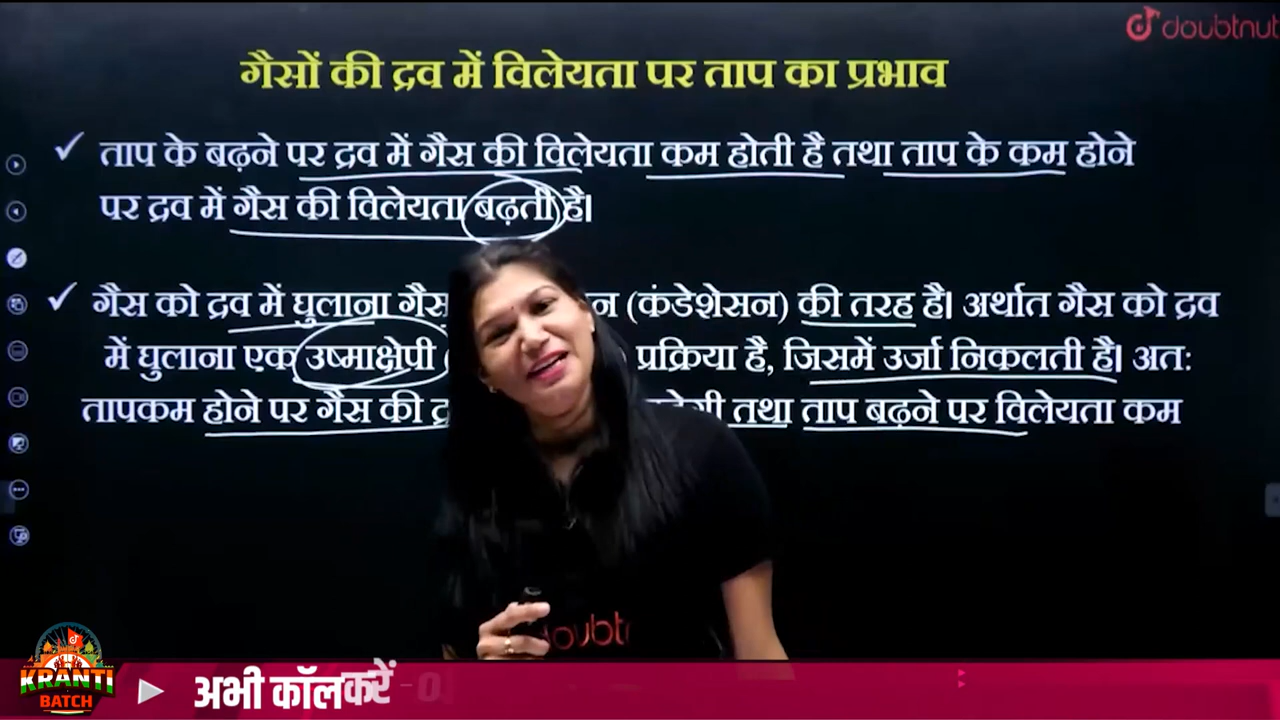 doubtnut
गैसों की द्रव में विलेयता पर ताप का प्रभाव
✓ ताप के बढ़ने पर द्रव में गैस की विलेयता कम होती है तथा ताप के कम होने
पर द्रव में गैस की विलेयता बढ़ती है।
✓ गैस को द्रव में घुलाना गैस (कंडेशेसन) की तरह है। अर्थात गैस को द्रव
में घुलाना एक उष्माक्षेपी प्रक्रिया है, जिसमें उर्जा निकलती है। अतः
तापकम होने पर गैस की तथा ताप बढ़ने पर विलेयता कम
doubt
KRANTI
BATCH
अभी कॉल करें